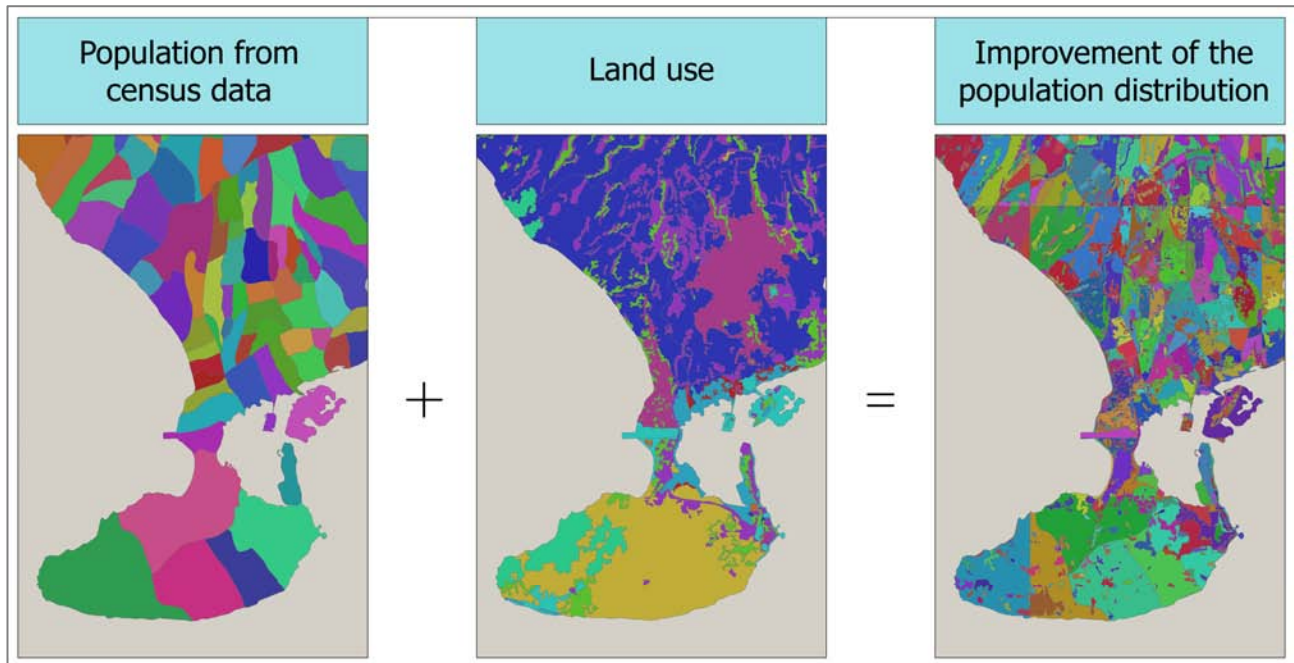 Population from
census data
Land use
Improvement of the
population distribution
+
=